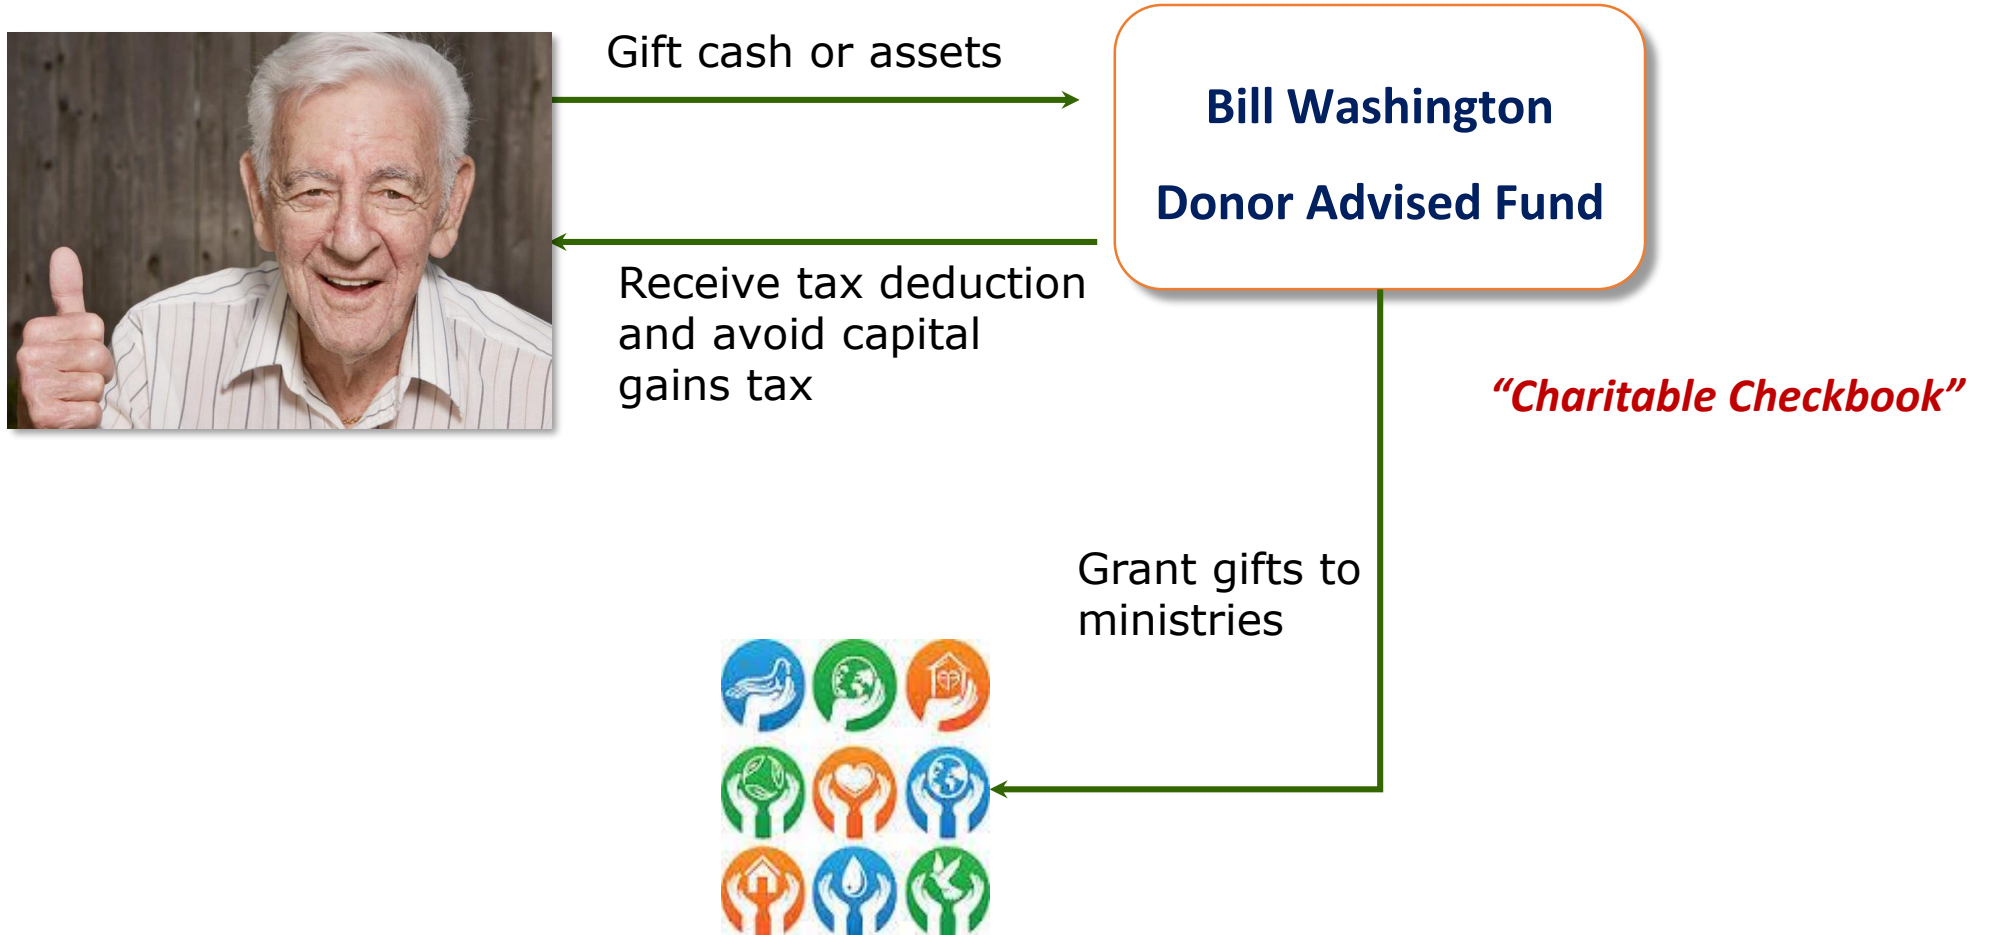 Gift cash or assets
Bill Washington
Donor Advised Fund
Receive tax deduction
and avoid capital
gains tax
“Charitable Checkbook”
Grant gifts to
ministries